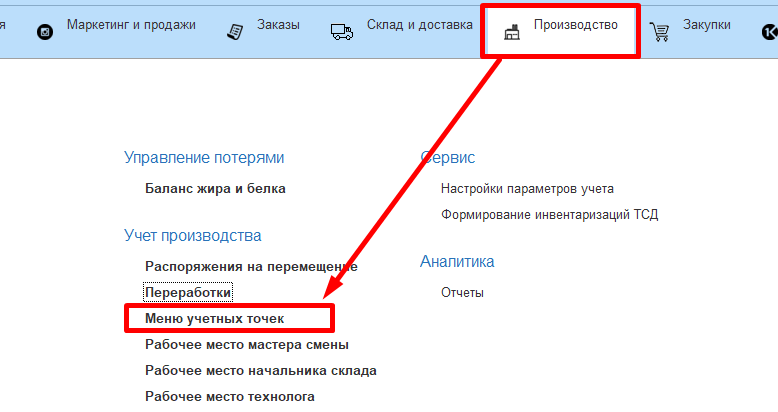 я
Маркетинг и продажи
Заказы
Склад и доставка
Производство
Закупки
1К
Управление потерями
Баланс жира и белка
Учет производства
Распоряжения на перемещение
Переработки
Меню учетных точек
Рабочее место мастера смены
Рабочее место начальника склада
Рабочее место технолога
Сервис
Настройки параметров учета
Формирование инвентаризаций ТСД
Аналитика
Отчеты